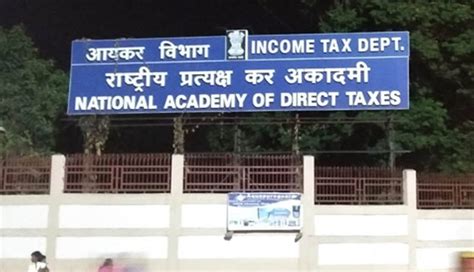 आयकर विभाग INCOME TAX DEPT.
राष्ट्रीय प्रत्यक्ष कर अकादमी
NATIONAL ACADEMY OF DIRECT TAXES